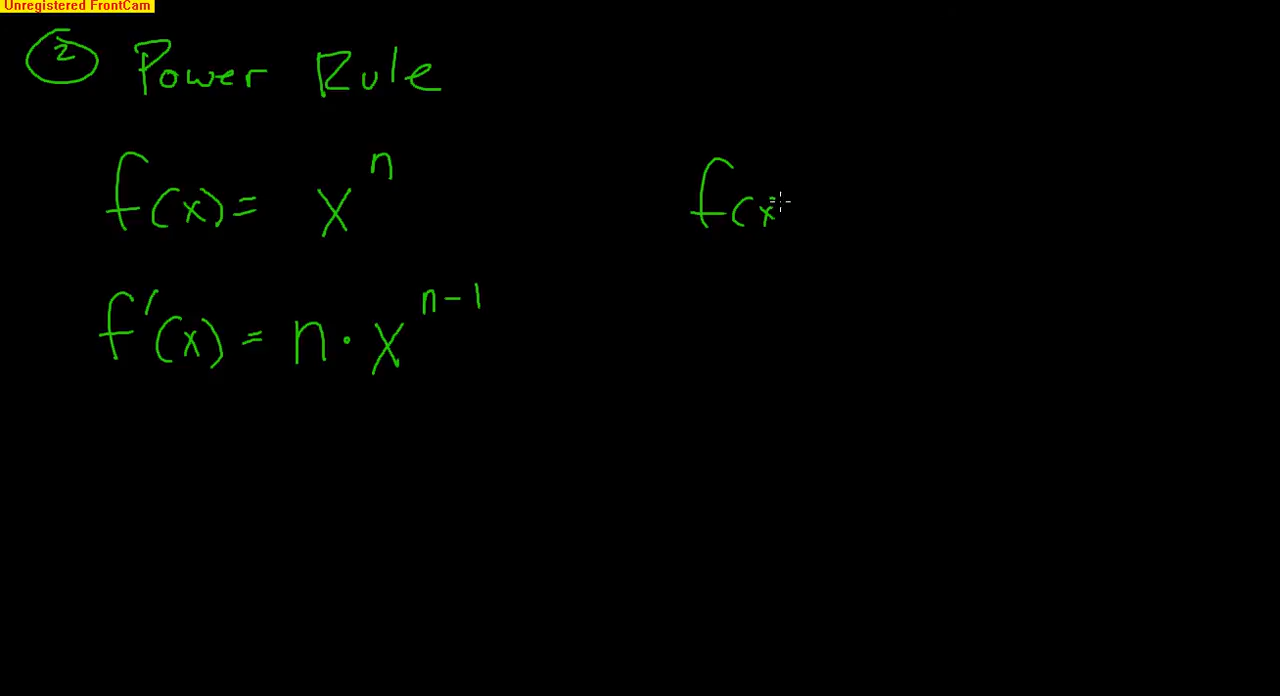 Unregistered FrontCam
② Power Rule
f(x) = x^n
f(x
f'(x) = n · x^{n-1}